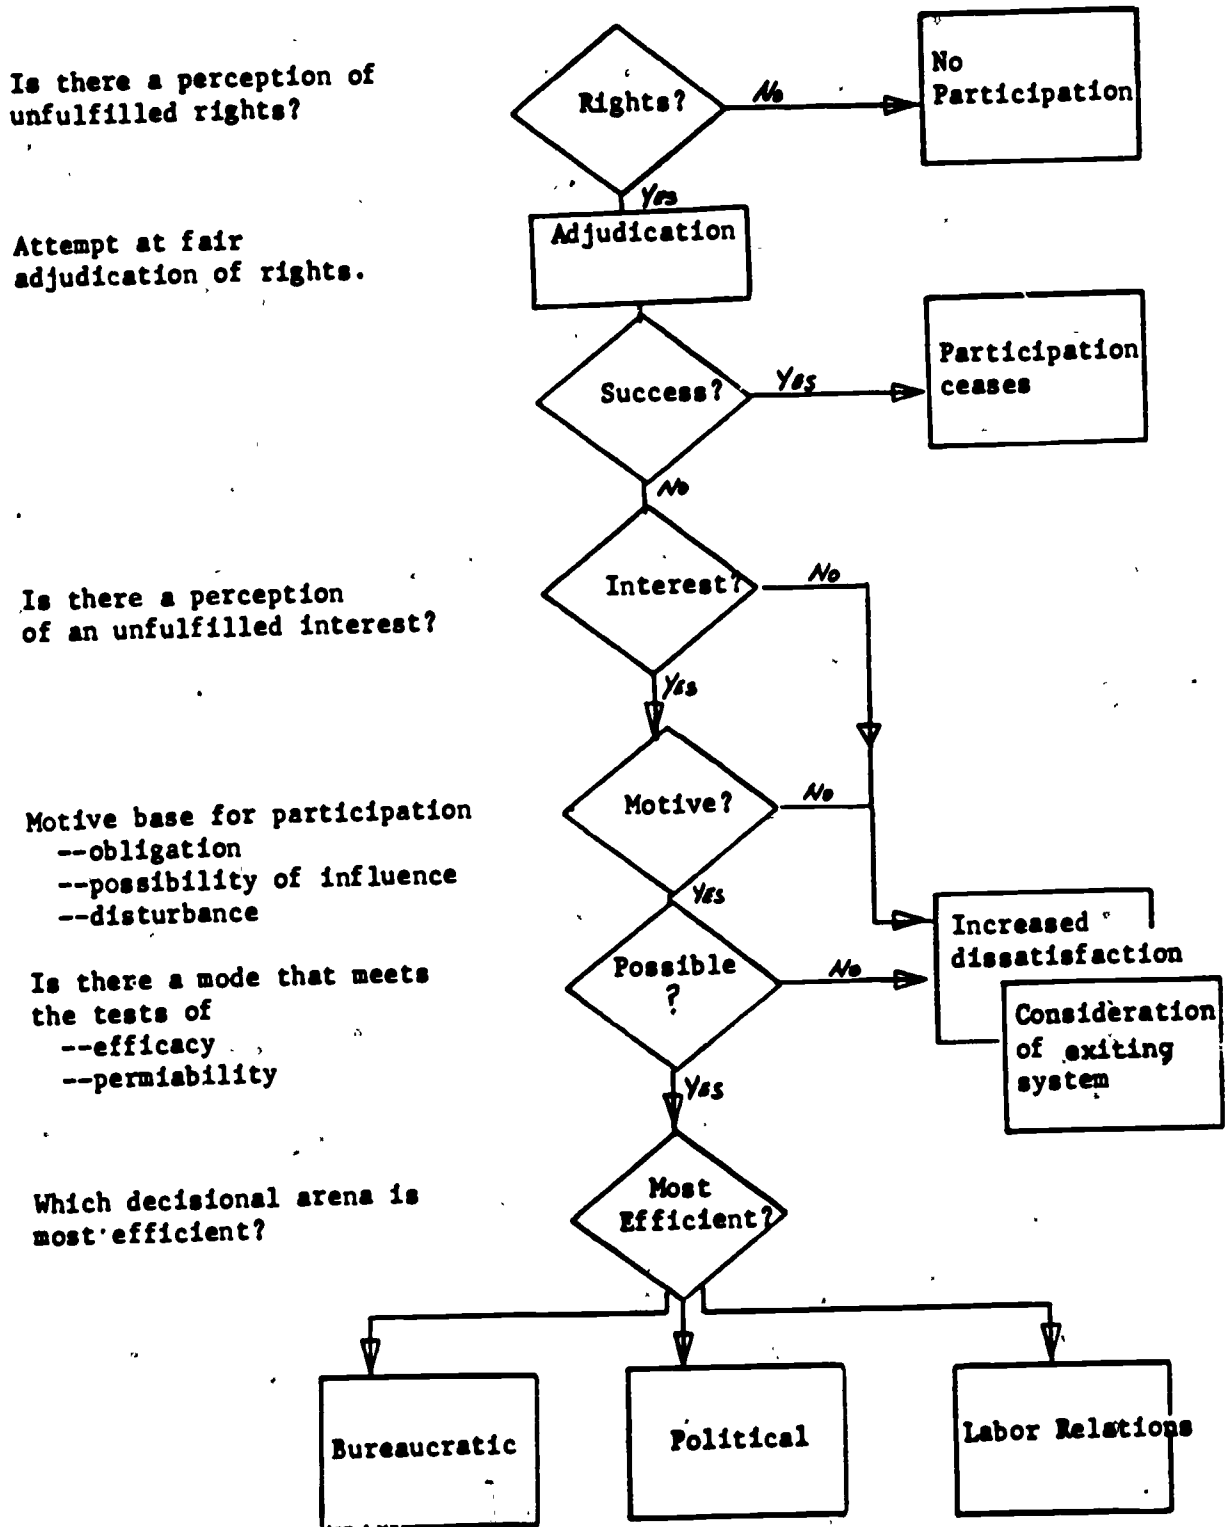 Is there a perception of
unfulfilled rights?
Rights?
No
No
Participation
Yes
Attempt at fair
adjudication of rights.
Adjudication
Success?
Yes
Participation
ceases
No
Is there a perception
of an unfulfilled interest?
Interest?
No
Yes
Motive base for participation
--obligation
--possibility of influence
--disturbance
Motive?
No
Yes
Is there a mode that meets
the tests of
--efficacy
--permiability
Possible
?
No
Increased
dissatisfaction
Consideration
of exiting
system
Yes
Which decisional arena is
most efficient?
Most
Efficient?
Bureaucratic
Political
Labor Relations